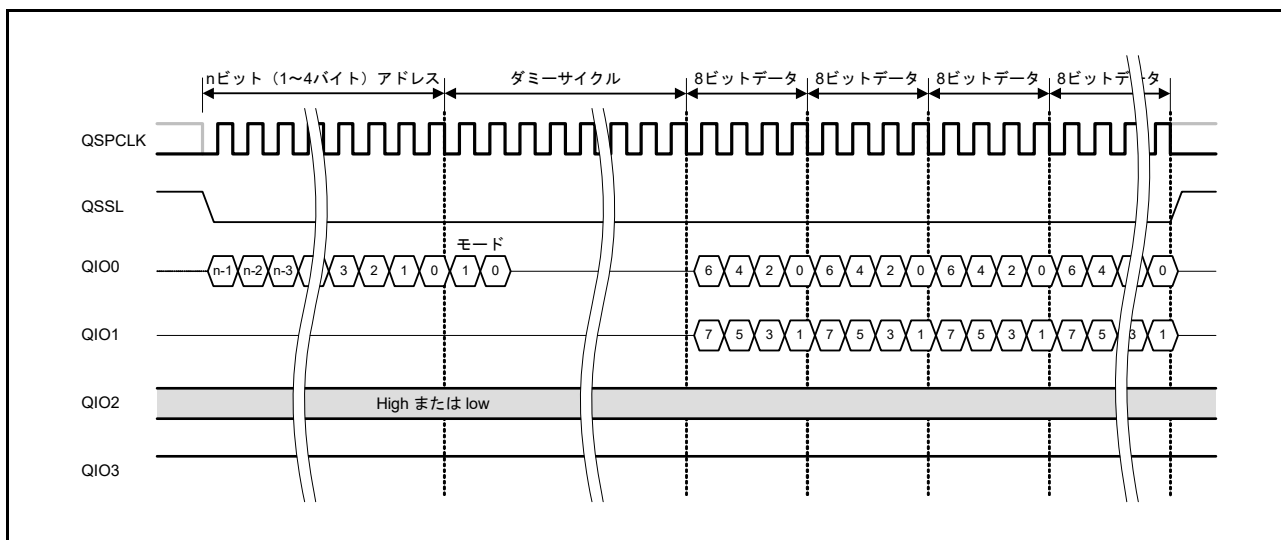 nビット（1～4バイト）アドレス ダミーサイクル 8ビットデータ 8ビットデータ 8ビットデータ 8ビットデータ
QSPCLK
QSSL
モード
QIO0 n-1 n-2 n-3 3 2 1 0 1 0 6 4 2 0 6 4 2 0 6 4 2 0 6 4 0
QIO1 7 5 3 1 7 5 3 1 7 5 3 1 7 5 3 1
QIO2 High または low
QIO3